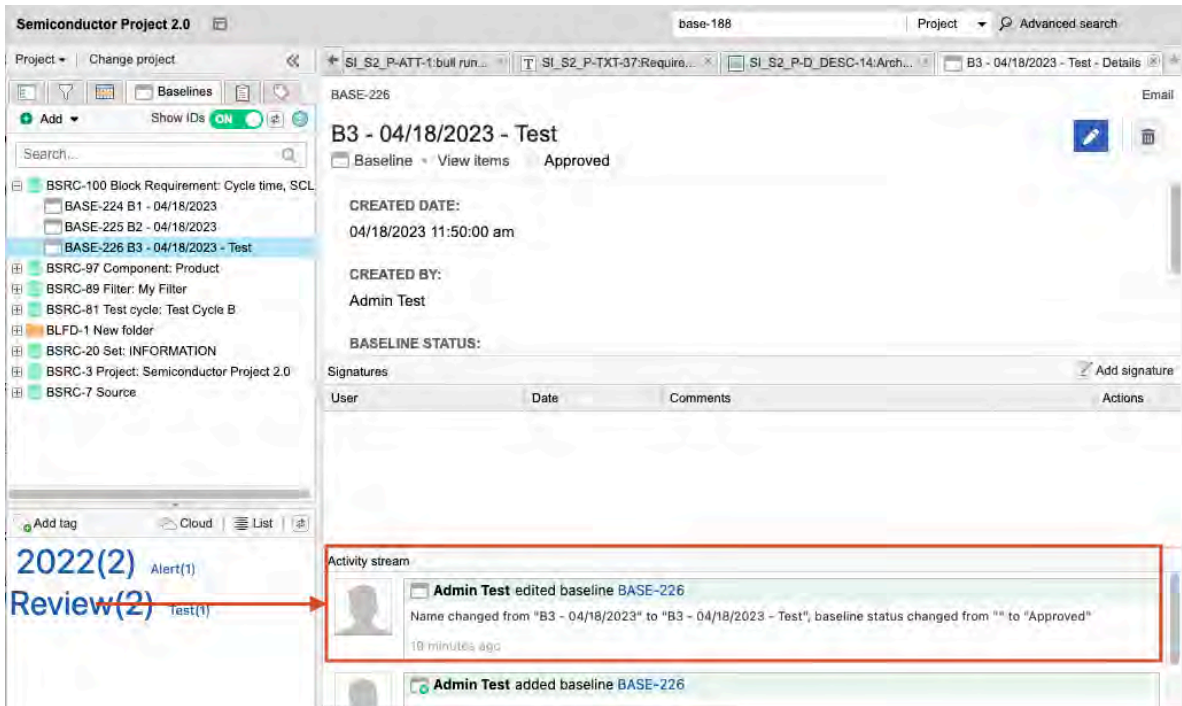 Semiconductor Project 2.0
base-188
Project
Advanced search
Project
Change project
SI_S2_P-ATT-1:bull run...
T SI_S2_P-TXT-37:Require...
SI_S2_P-D_DESC-14:Arch...
B3 - 04/18/2023 - Test - Details
Baselines
Add
Show IDs ON
Search...
BSRC-100 Block Requirement: Cycle time, SCL
BASE-224 B1 - 04/18/2023
BASE-225 B2 - 04/18/2023
BASE-226 B3 - 04/18/2023 - Test
BSRC-97 Component: Product
BSRC-89 Filter: My Filter
BSRC-81 Test cycle: Test Cycle B
BLFD-1 New folder
BSRC-20 Set: INFORMATION
BSRC-3 Project: Semiconductor Project 2.0
BSRC-7 Source
Add tag
Cloud
List
2022(2) Alert(1)
Review(2) Test(1)
BASE-226
Email
B3 - 04/18/2023 - Test
Baseline • View items Approved
CREATED DATE:
04/18/2023 11:50:00 am
CREATED BY:
Admin Test
BASELINE STATUS:
Signatures
Add signature
User Date Comments Actions
Activity stream
Admin Test edited baseline BASE-226
Name changed from "B3 - 04/18/2023" to "B3 - 04/18/2023 - Test", baseline status changed from "" to "Approved"
19 minutes ago
Admin Test added baseline BASE-226